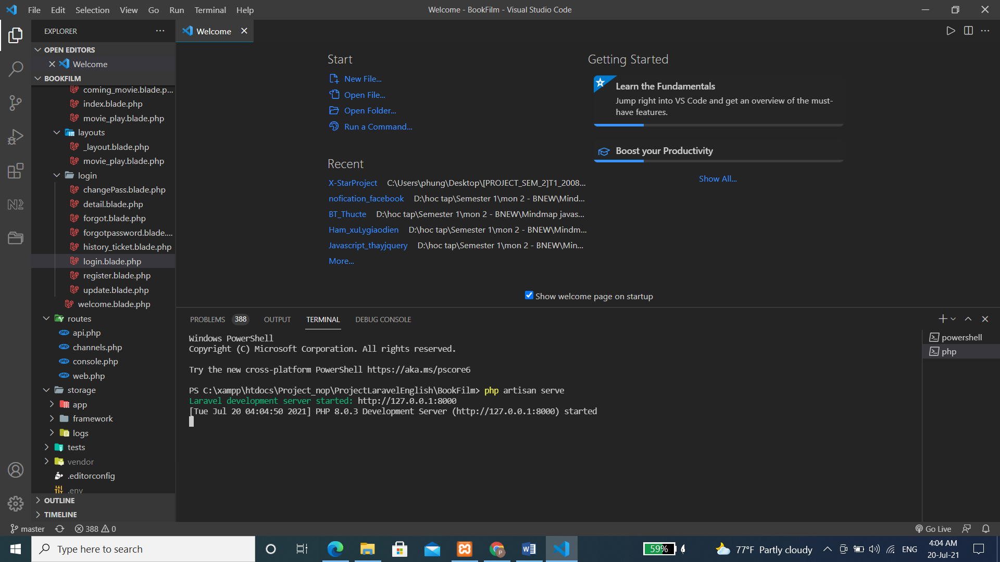 File Edit Selection View Go Run Terminal Help
Welcome - BookFilm - Visual Studio Code
EXPLORER
OPEN EDITORS
Welcome
BOOKFILM
coming_movie.blade.p...
index.blade.php
movie_play.blade.php
layouts
_layout.blade.php
movie_play.blade.php
login
changePass.blade.php
detail.blade.php
forgot.blade.php
forgotpassword.blade....
history_ticket.blade.php
login.blade.php
register.blade.php
update.blade.php
welcome.blade.php
routes
api.php
channels.php
console.php
web.php
storage
app
framework
logs
tests
vendor
.editorconfig
.env
OUTLINE
TIMELINE
Welcome
Start
New File...
Open File...
Open Folder...
Run a Command...
Recent
X-StarProject C:\Users\phung\Desktop\[PROJECT_SEM_2]T1_2008...
nofication_facebook D:\hoc tap\Semester 1\mon 2 - BNEW\Mind...
BT_Thucte D:\hoc tap\Semester 1\mon 2 - BNEW\Mindmap javas...
Ham_xuLygiaodien D:\hoc tap\Semester 1\mon 2 - BNEW\Mindm...
Javascript_thayjquery D:\hoc tap\Semester 1\mon 2 - BNEW\Min...
More...
Getting Started
Learn the Fundamentals
Jump right into VS Code and get an overview of the must-
have features.
Boost your Productivity
Show All...
Show welcome page on startup
PROBLEMS 388 OUTPUT TERMINAL DEBUG CONSOLE
Windows PowerShell
Copyright (C) Microsoft Corporation. All rights reserved.
Try the new cross-platform PowerShell https://aka.ms/pscore6
PS C:\xampp\htdocs\Project_nop\ProjectLaravelEnglish\BookFilm> php artisan serve
Laravel development server started: http://127.0.0.1:8000
[Tue Jul 20 04:04:50 2021] PHP 8.0.3 Development Server (http://127.0.0.1:8000) started
powershell
php
master 388 0
Go Live
Type here to search
59%
77°F Partly cloudy
ENG
4:04 AM
20-Jul-21